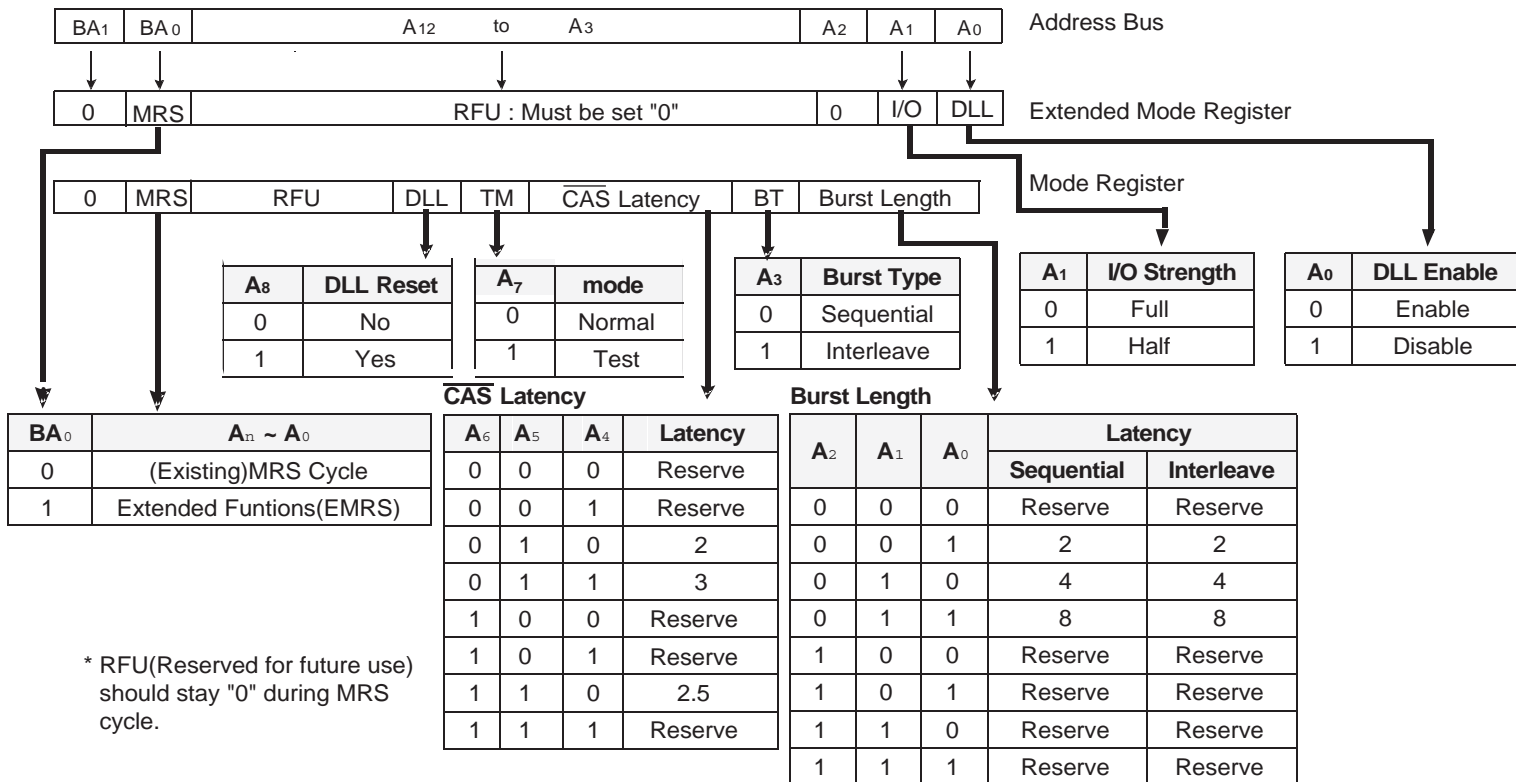 BA1 BA0 A12 to A3 A2 A1 A0 Address Bus
0 MRS RFU : Must be set "0" 0 I/O DLL Extended Mode Register
0 MRS RFU DLL TM CAS Latency BT Burst Length Mode Register
A8 DLL Reset
0 No
1 Yes
A7 mode
0 Normal
1 Test
A3 Burst Type
0 Sequential
1 Interleave
A1 I/O Strength
0 Full
1 Half
A0 DLL Enable
0 Enable
1 Disable
BA0 An ~ A0
0 (Existing)MRS Cycle
1 Extended Funtions(EMRS)
* RFU(Reserved for future use)
should stay "0" during MRS
cycle.
CAS Latency
A6 A5 A4 Latency
0 0 0 Reserve
0 0 1 Reserve
0 1 0 2
0 1 1 3
1 0 0 Reserve
1 0 1 Reserve
1 1 0 2.5
1 1 1 Reserve
Burst Length
A2 A1 A0 Latency
Sequential Interleave
0 0 0 Reserve Reserve
0 0 1 2 2
0 1 0 4 4
0 1 1 8 8
1 0 0 Reserve Reserve
1 0 1 Reserve Reserve
1 1 0 Reserve Reserve
1 1 1 Reserve Reserve